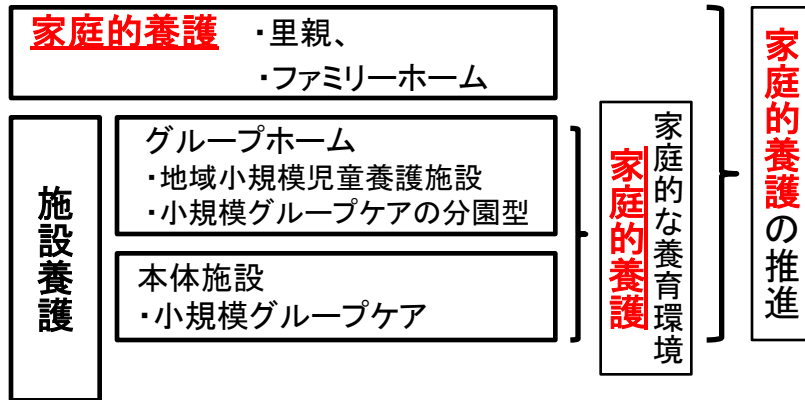 家庭的養護 ・里親、
・ファミリーホーム
施設養護
グループホーム
・地域小規模児童養護施設
・小規模グループケアの分園型
本体施設
・小規模グループケア
家庭的な養育環境
家庭的養護
家庭的養護の推進